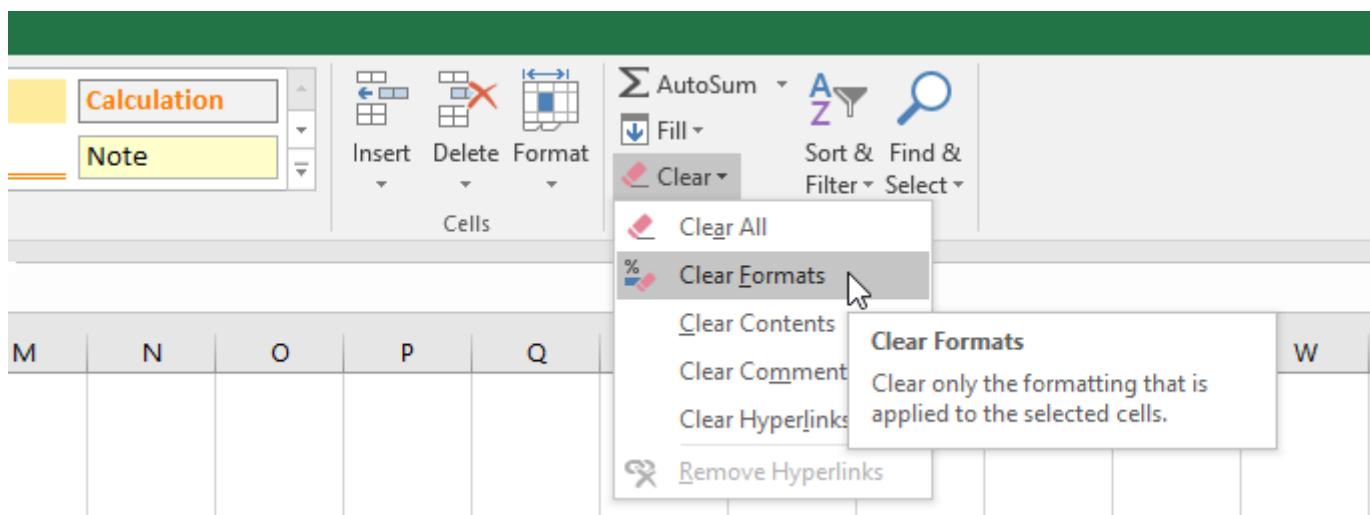 Calculation
Note
Insert
Delete
Format
Cells
AutoSum
Fill
Clear
Sort &
Filter
Find &
Select
Clear All
Clear Formats
Clear Contents
Clear Comment
Clear Hyperlinks
Remove Hyperlinks
Clear Formats
Clear only the formatting that is
applied to the selected cells.
M N O P Q W